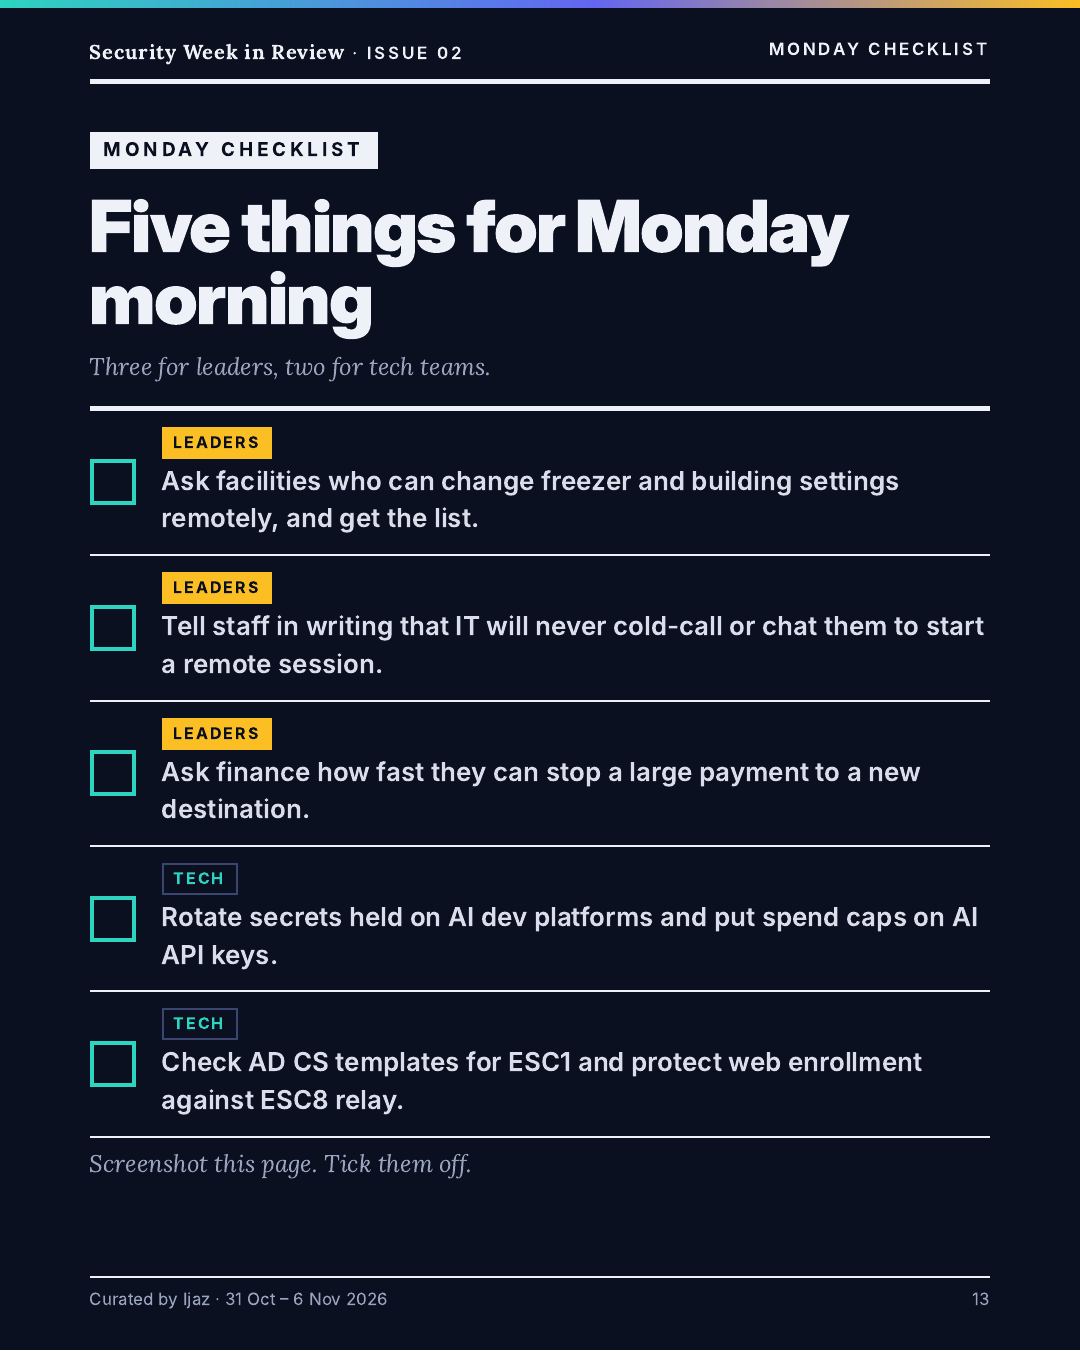 Security Week in Review · ISSUE 02
MONDAY CHECKLIST
MONDAY CHECKLIST
Five things for Monday
morning
Three for leaders, two for tech teams.
LEADERS
Ask facilities who can change freezer and building settings
remotely, and get the list.
LEADERS
Tell staff in writing that IT will never cold-call or chat them to start
a remote session.
LEADERS
Ask finance how fast they can stop a large payment to a new
destination.
TECH
Rotate secrets held on AI dev platforms and put spend caps on AI
API keys.
TECH
Check AD CS templates for ESC1 and protect web enrollment
against ESC8 relay.
Screenshot this page. Tick them off.
Curated by Ijaz · 31 Oct – 6 Nov 2026
13